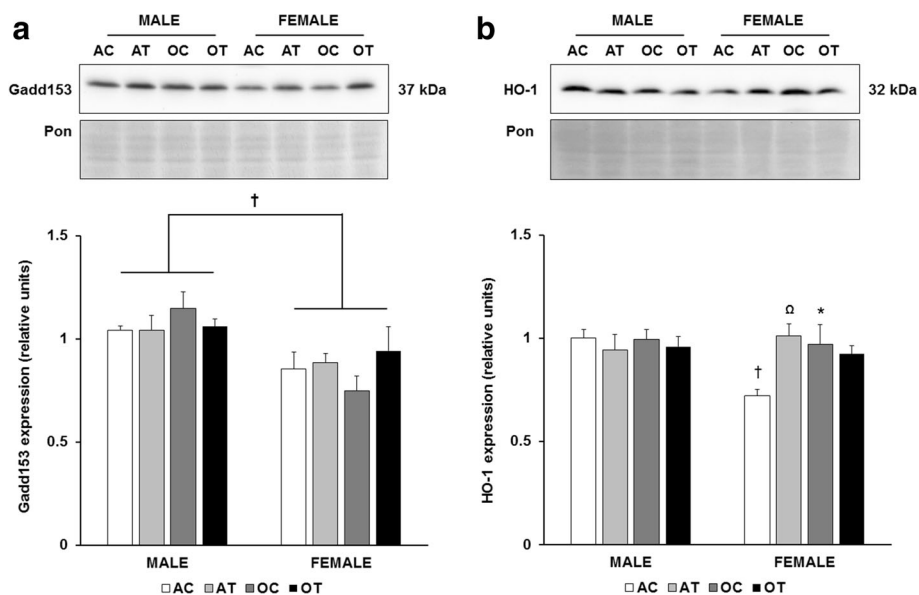 a
MALE FEMALE
AC AT OC OT AC AT OC OT
Gadd153 37 kDa
Pon
†
Gadd153 expression (relative units)
1.5
1
0.5
0
MALE FEMALE
AC AT OC OT
b
MALE FEMALE
AC AT OC OT AC AT OC OT
HO-1 32 kDa
Pon
HO-1 expression (relative units)
1.5
1
0.5
0
† Ω *
MALE FEMALE
AC AT OC OT